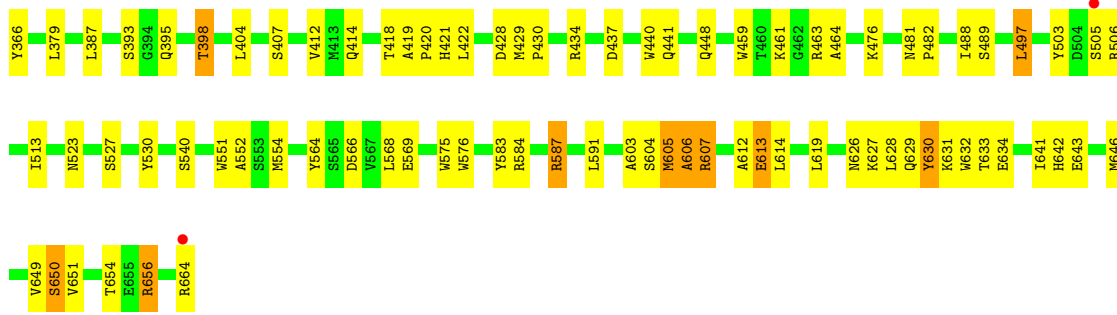 Y366 L379 L387 S393 G394 Q395 T398 L404 S407 V412 M413 Q414 T418 A419 P420 H421 L422 D428 M429 P430 R434 D437 W440 Q441 Q448 W459 T460 K461 G462 R463 A464 K476 N481 P482 I488 S489 L497 Y503 D504 S505 R506
I513 N523 S527 Y530 S540 W551 A552 S553 M554 Y564 S565 D566 V567 L568 E569 W575 W576 Y583 R584 R587 L591 A603 S604 M605 A606 R607 A612 E613 L614 L619 N626 K627 L628 Q629 Y630 K631 W632 T633 E634 I641 H642 E643 M646
V649 S650 V651 T654 E655 R656 R664